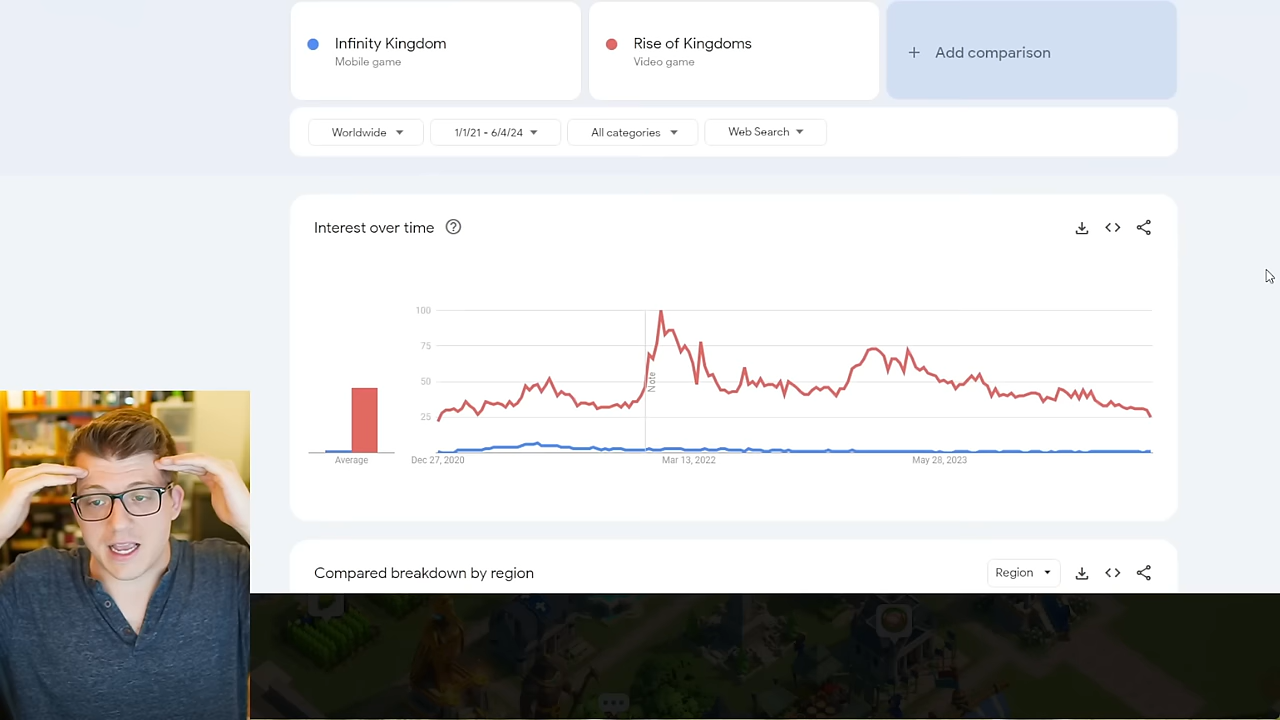 Infinity Kingdom
Mobile game
Rise of Kingdoms
Video game
+ Add comparison
Worldwide
1/1/21 - 6/4/24
All categories
Web Search
Interest over time
100
75
50
25
Note
Average
Dec 27, 2020
Mar 13, 2022
May 28, 2023
Compared breakdown by region
Region